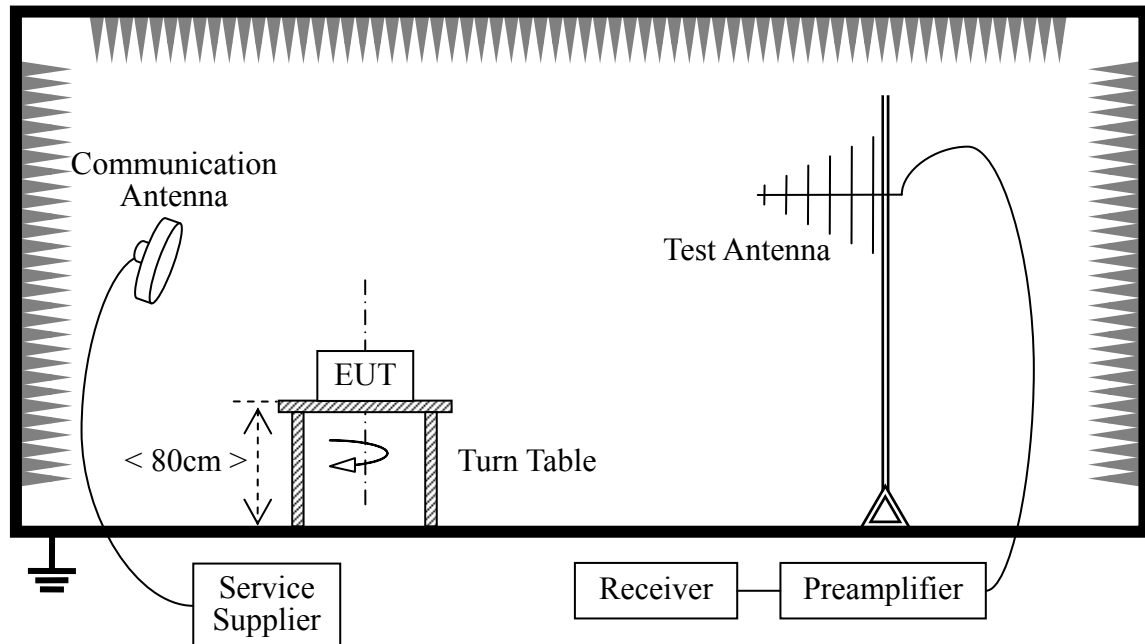 Communication
Antenna
Test Antenna
EUT
< 80cm >
Turn Table
Service
Supplier
Receiver
Preamplifier